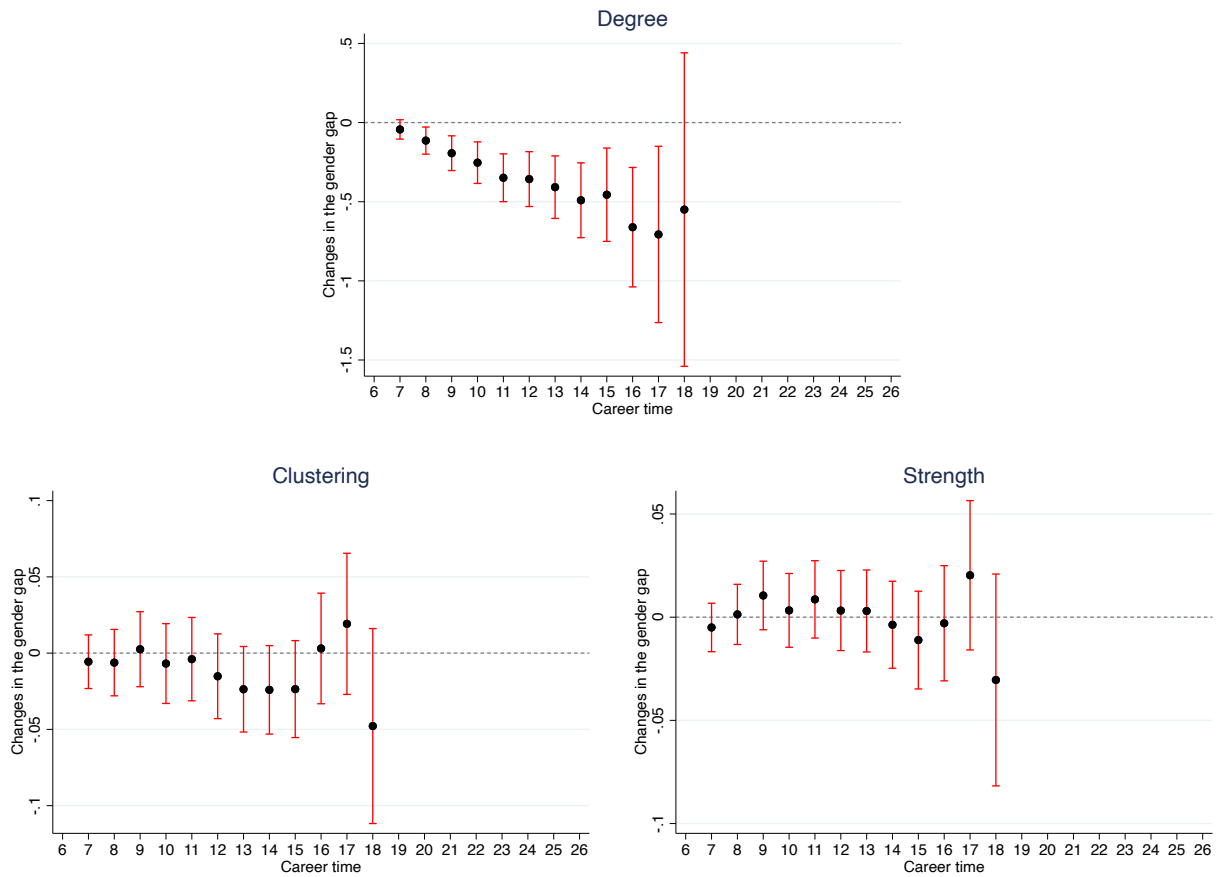 Degree
Changes in the gender gap
.5
0
-.5
-1
-1.5
6 7 8 9 10 11 12 13 14 15 16 17 18 19 20 21 22 23 24 25 26
Career time
Clustering
Changes in the gender gap
.1
.05
0
-.05
-.1
6 7 8 9 10 11 12 13 14 15 16 17 18 19 20 21 22 23 24 25 26
Career time
Strength
Changes in the gender gap
.05
0
-.05
-.1
6 7 8 9 10 11 12 13 14 15 16 17 18 19 20 21 22 23 24 25 26
Career time